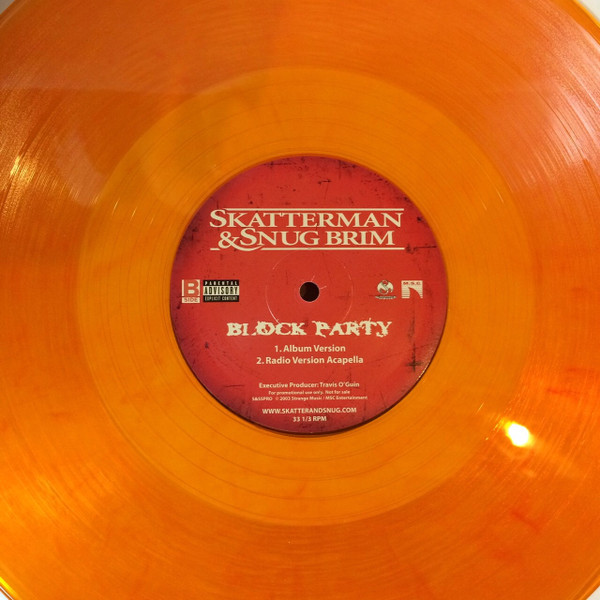 SKATTERMAN
& SNUG BRIM
B
SIDE
PARENTAL
ADVISORY
EXPLICIT CONTENT
BLOCK PARTY
1. Album Version
2. Radio Version Acapella
Executive Producer: Travis O'Guin
For promotional use only. Not for sale
© 2003 Strange Music / MSC Entertainment
WWW.SKATTERANDSNUG.COM
33 1/3 RPM